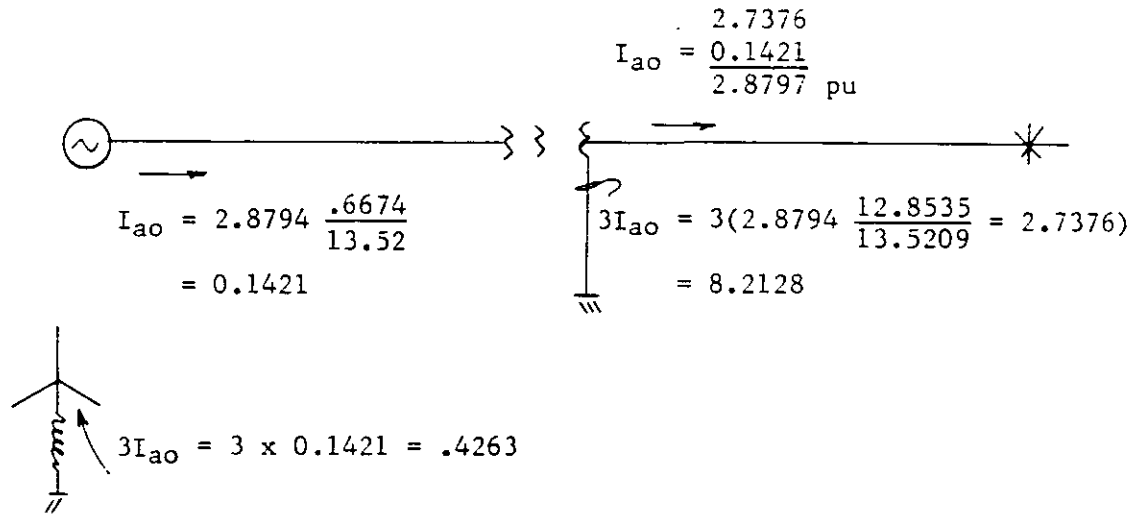 2.7376
I_ao = 0.1421
2.8797 pu
I_ao = 2.8794 .6674/13.52
= 0.1421
3I_ao = 3(2.8794 12.8535/13.5209 = 2.7376)
= 8.2128
3I_ao = 3 x 0.1421 = .4263